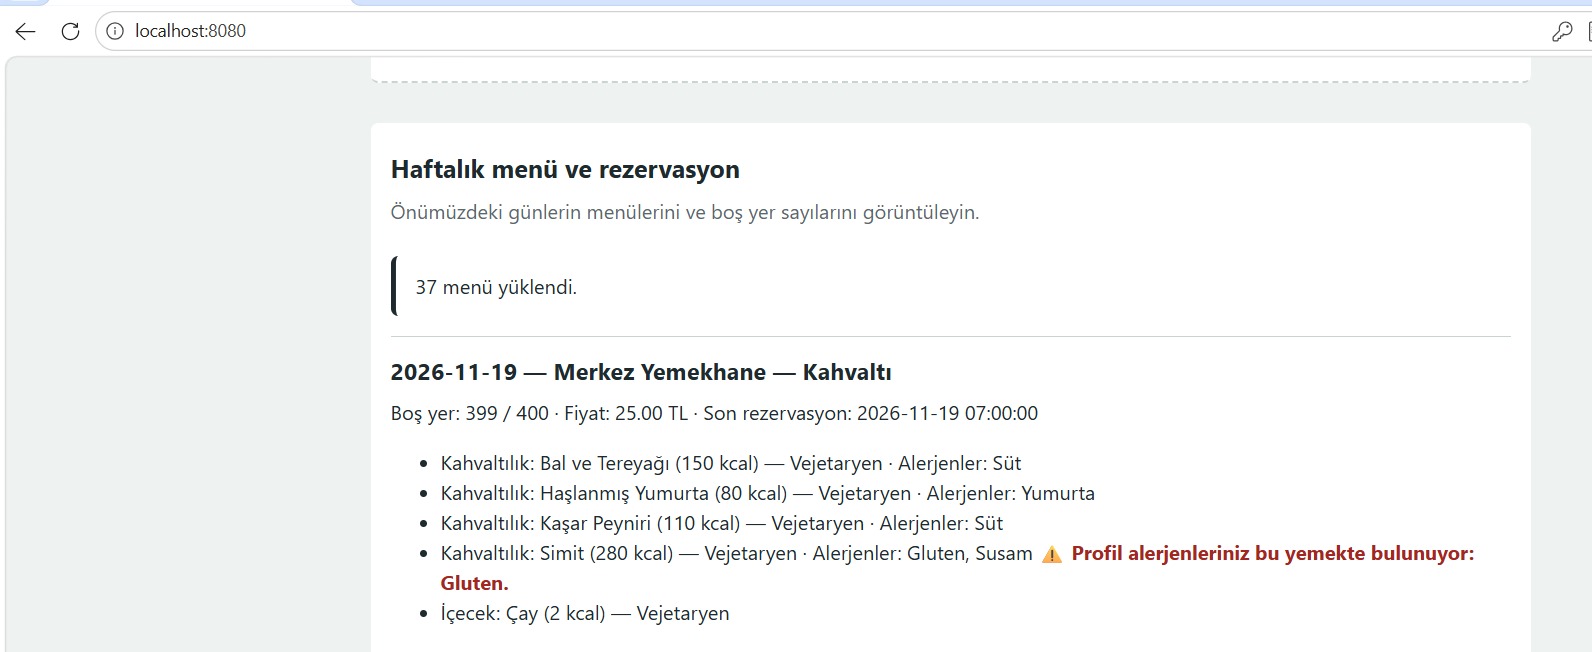 localhost:8080
Haftalık menü ve rezervasyon
Önümüzdeki günlerin menülerini ve boş yer sayılarını görüntüleyin.
37 menü yüklendi.
2026-11-19 — Merkez Yemekhane — Kahvaltı
Boş yer: 399 / 400 · Fiyat: 25.00 TL · Son rezervasyon: 2026-11-19 07:00:00
• Kahvaltılık: Bal ve Tereyağı (150 kcal) — Vejetaryen · Alerjenler: Süt
• Kahvaltılık: Haşlanmış Yumurta (80 kcal) — Vejetaryen · Alerjenler: Yumurta
• Kahvaltılık: Kaşar Peyniri (110 kcal) — Vejetaryen · Alerjenler: Süt
• Kahvaltılık: Simit (280 kcal) — Vejetaryen · Alerjenler: Gluten, Susam ⚠ Profil alerjenleriniz bu yemekte bulunuyor:
Gluten.
• İçecek: Çay (2 kcal) — Vejetaryen